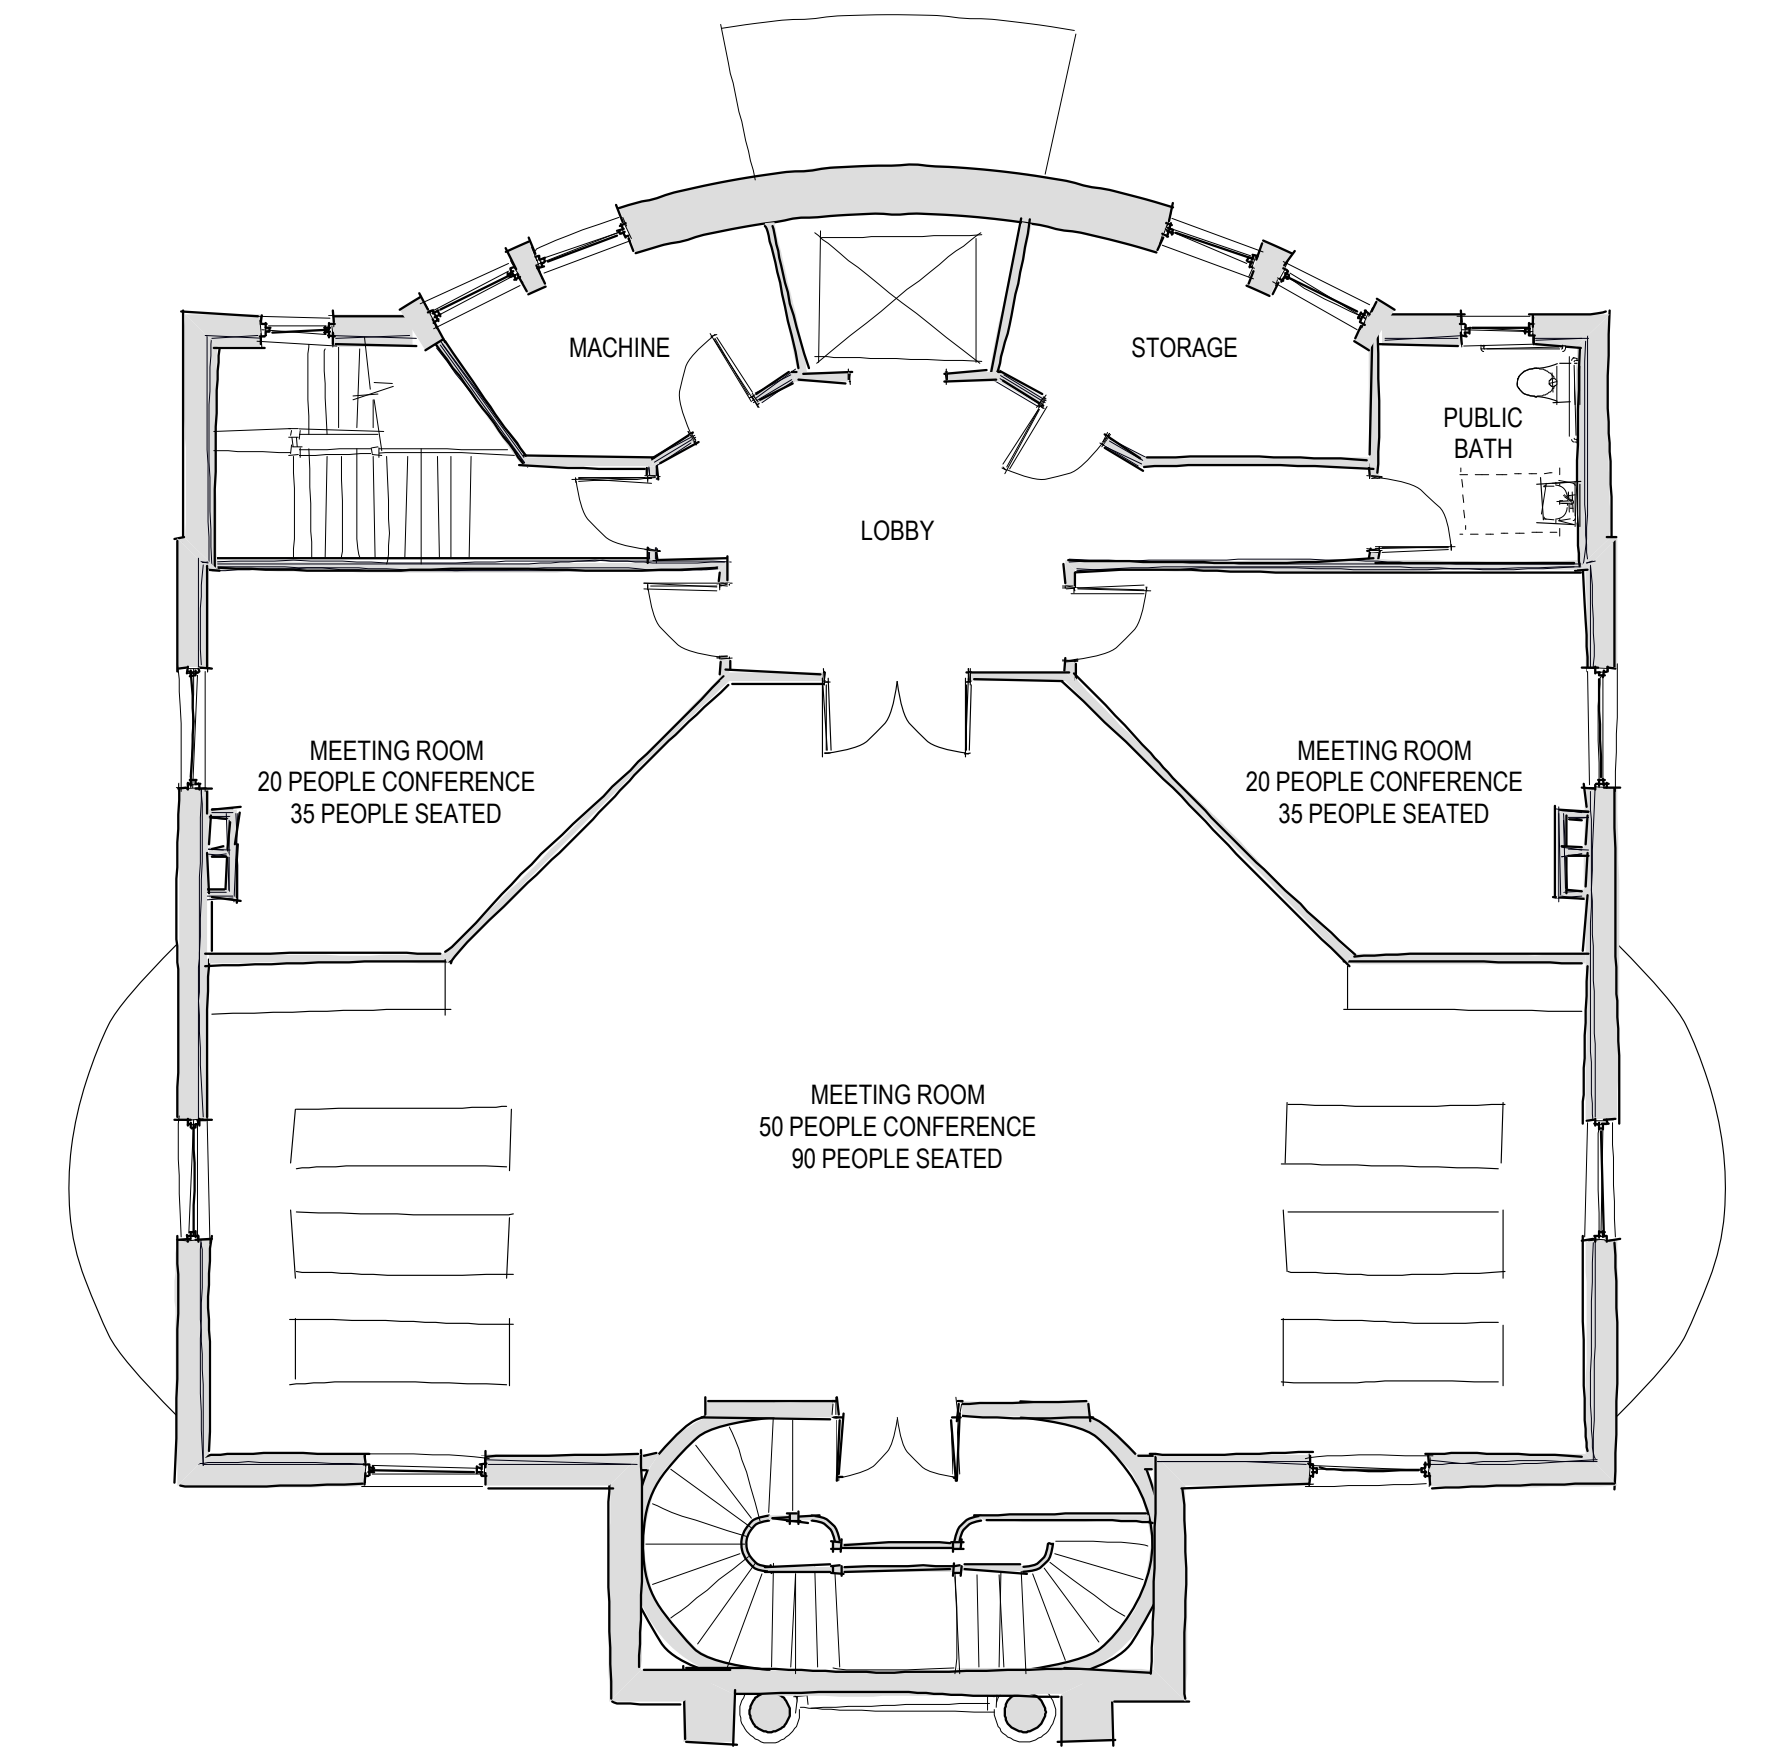 MACHINE
STORAGE
PUBLIC
BATH
LOBBY
MEETING ROOM
20 PEOPLE CONFERENCE
35 PEOPLE SEATED
MEETING ROOM
20 PEOPLE CONFERENCE
35 PEOPLE SEATED
MEETING ROOM
50 PEOPLE CONFERENCE
90 PEOPLE SEATED